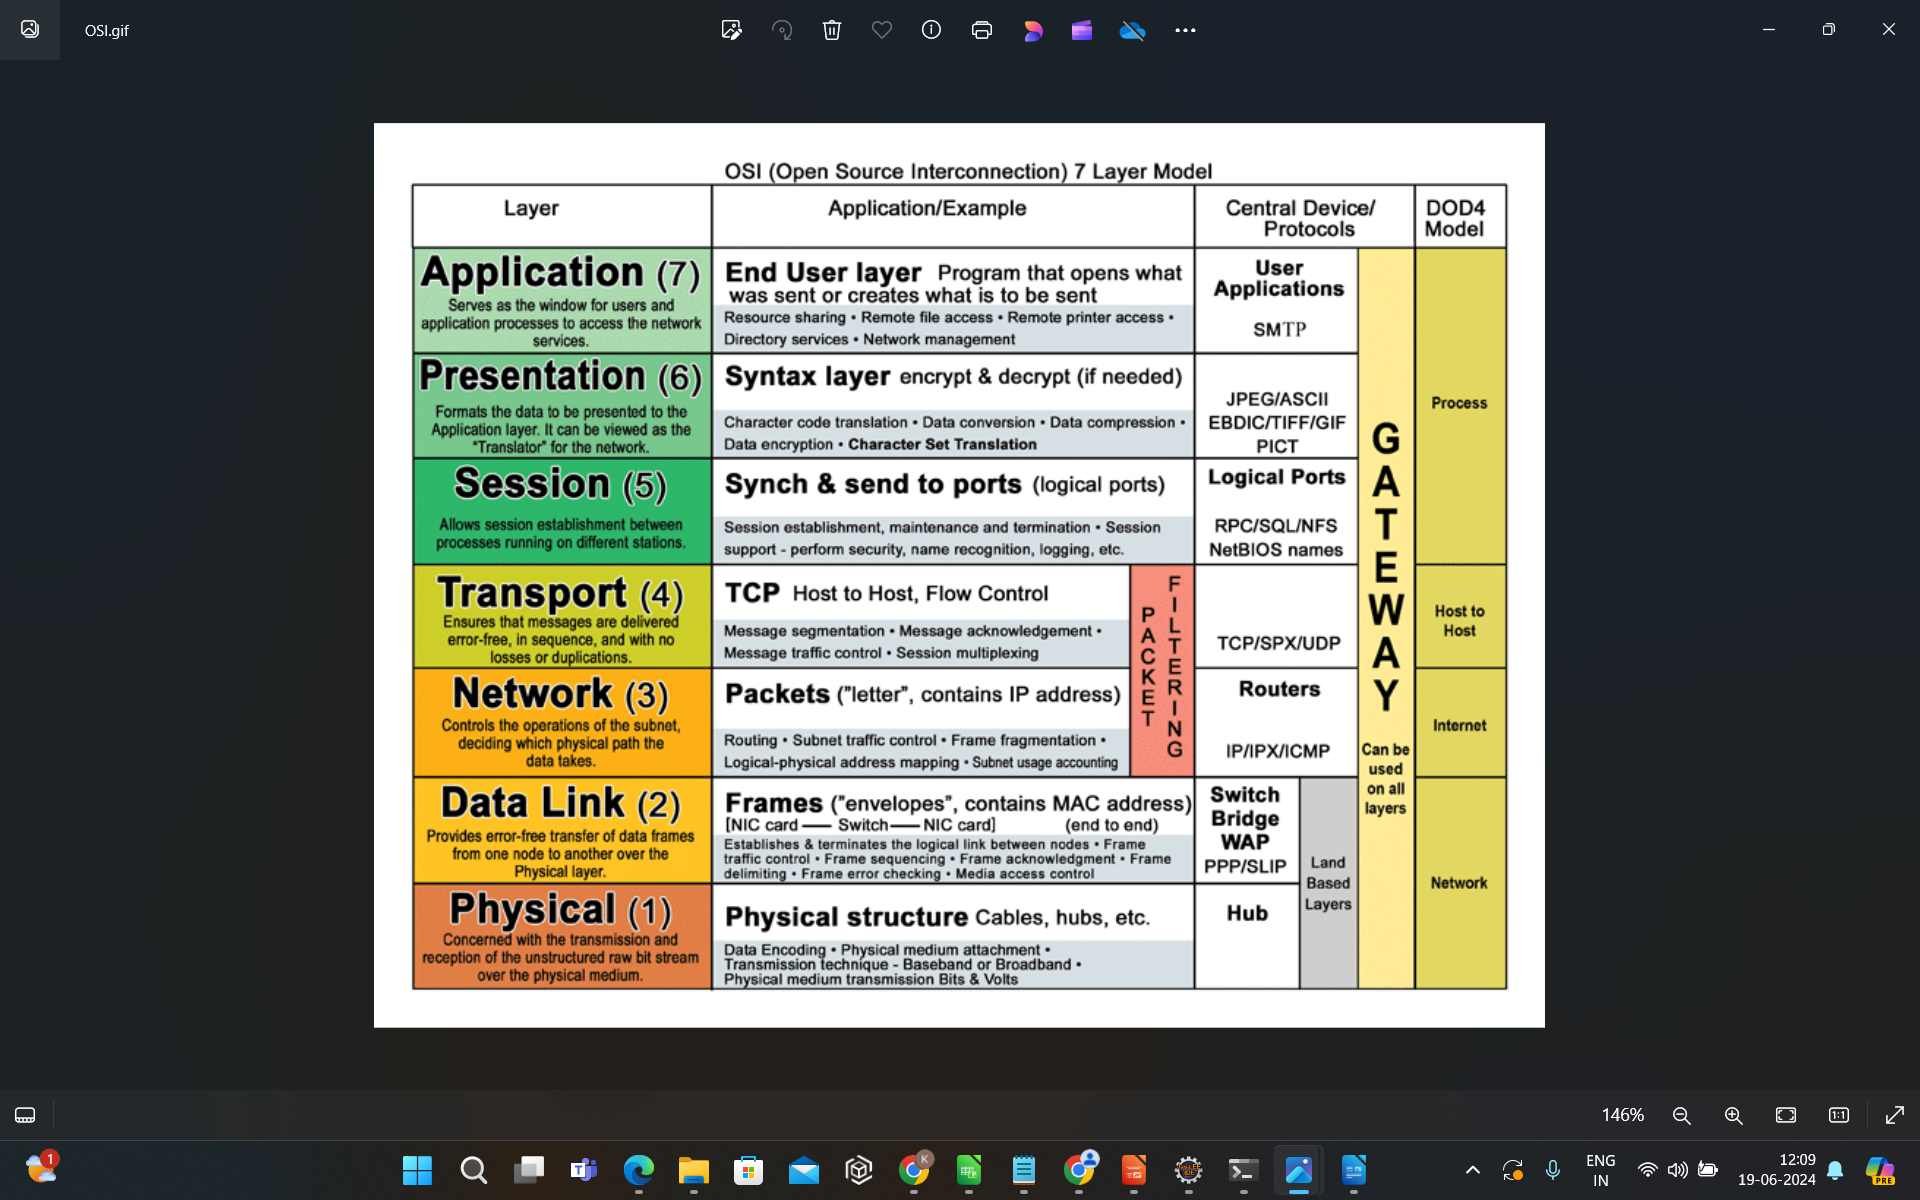 OSI.gif
OSI (Open Source Interconnection) 7 Layer Model
Layer
Application/Example
Central Device/
Protocols
DOD4
Model
Application (7)
Serves as the window for users and
application processes to access the network
services.
End User layer Program that opens what
was sent or creates what is to be sent
Resource sharing • Remote file access • Remote printer access •
Directory services • Network management
User
Applications
SMTP
Presentation (6)
Formats the data to be presented to the
Application layer. It can be viewed as the
"Translator" for the network.
Syntax layer encrypt & decrypt (if needed)
Character code translation • Data conversion • Data compression •
Data encryption • Character Set Translation
JPEG/ASCII
EBDIC/TIFF/GIF
PICT
Session (5)
Allows session establishment between
processes running on different stations.
Synch & send to ports (logical ports)
Session establishment, maintenance and termination • Session
support - perform security, name recognition, logging, etc.
Logical Ports
RPC/SQL/NFS
NetBIOS names
Process
Transport (4)
Ensures that messages are delivered
error-free, in sequence, and with no
losses or duplications.
TCP Host to Host, Flow Control
Message segmentation • Message acknowledgement •
Message traffic control • Session multiplexing
PACKET
FILTERING
TCP/SPX/UDP
Host to
Host
Network (3)
Controls the operations of the subnet,
deciding which physical path the
data takes.
Packets ("letter", contains IP address)
Routing • Subnet traffic control • Frame fragmentation •
Logical-physical address mapping • Subnet usage accounting
Routers
IP/IPX/ICMP
Internet
GATEWAY
Can be
used
on all
layers
Data Link (2)
Provides error-free transfer of data frames
from one node to another over the
Physical layer.
Frames ("envelopes", contains MAC address)
[NIC card — Switch — NIC card] (end to end)
Establishes & terminates the logical link between nodes • Frame
traffic control • Frame sequencing • Frame acknowledgment • Frame
delimiting • Frame error checking • Media access control
Switch
Bridge
WAP
PPP/SLIP
Land
Based
Layers
Network
Physical (1)
Concerned with the transmission and
reception of the unstructured raw bit stream
over the physical medium.
Physical structure Cables, hubs, etc.
Data Encoding • Physical medium attachment •
Transmission technique - Baseband or Broadband •
Physical medium transmission Bits & Volts
Hub
146%
1:1
1
K
ENG
IN
12:09
19-06-2024
PRE